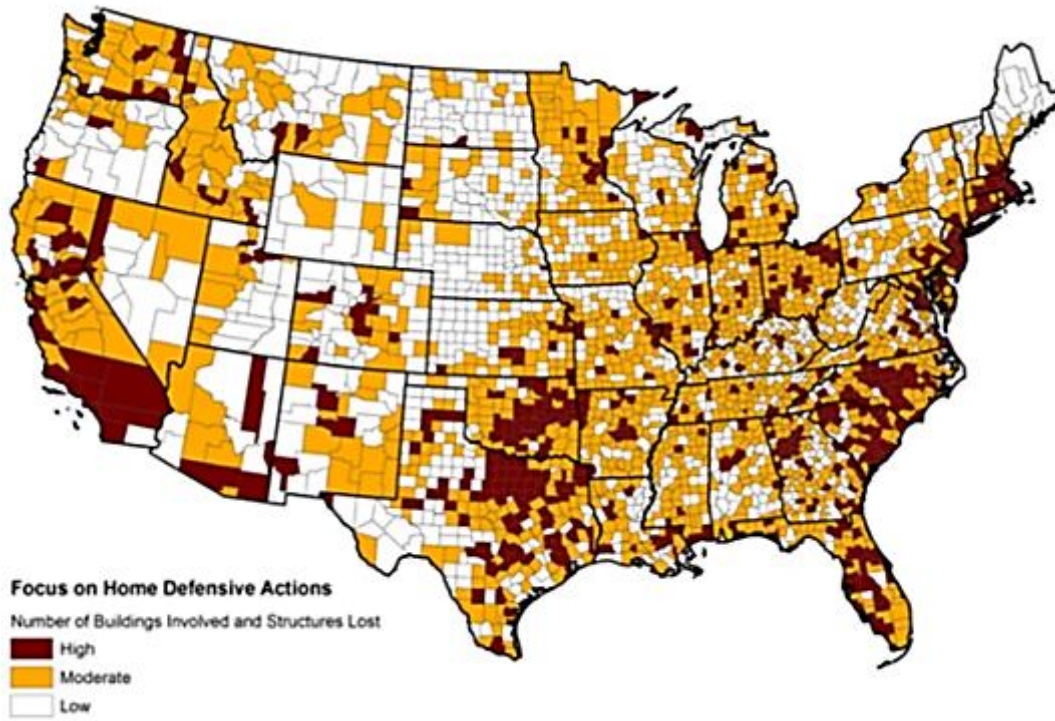 Focus on Home Defensive Actions
Number of Buildings Involved and Structures Lost
High
Moderate
Low